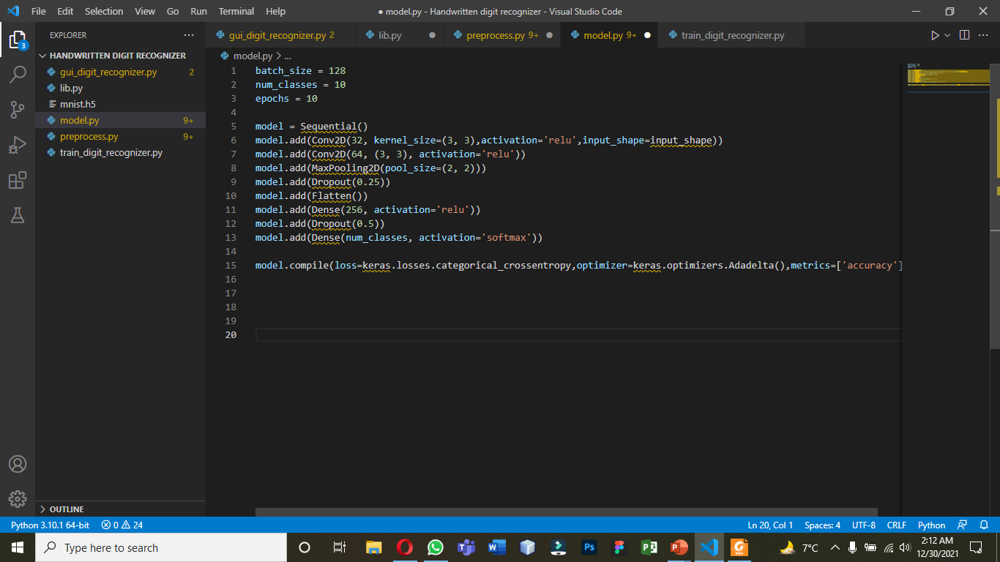 File Edit Selection View Go Run Terminal Help
● model.py - Handwritten digit recognizer - Visual Studio Code
EXPLORER
gui_digit_recognizer.py 2 lib.py preprocess.py 9+ model.py 9+ train_digit_recognizer.py
HANDWRITTEN DIGIT RECOGNIZER
gui_digit_recognizer.py 2
lib.py
mnist.h5
model.py 9+
preprocess.py 9+
train_digit_recognizer.py
3
model.py > ...
1 batch_size = 128
2 num_classes = 10
3 epochs = 10
4
5 model = Sequential()
6 model.add(Conv2D(32, kernel_size=(3, 3),activation='relu',input_shape=input_shape))
7 model.add(Conv2D(64, (3, 3), activation='relu'))
8 model.add(MaxPooling2D(pool_size=(2, 2)))
9 model.add(Dropout(0.25))
10 model.add(Flatten())
11 model.add(Dense(256, activation='relu'))
12 model.add(Dropout(0.5))
13 model.add(Dense(num_classes, activation='softmax'))
14
15 model.compile(loss=keras.losses.categorical_crossentropy,optimizer=keras.optimizers.Adadelta(),metrics=['accuracy']
16
17
18
19
20
OUTLINE
Python 3.10.1 64-bit 0 24 Ln 20, Col 1 Spaces: 4 UTF-8 CRLF Python
Type here to search
7°C
2:12 AM
12/30/2021